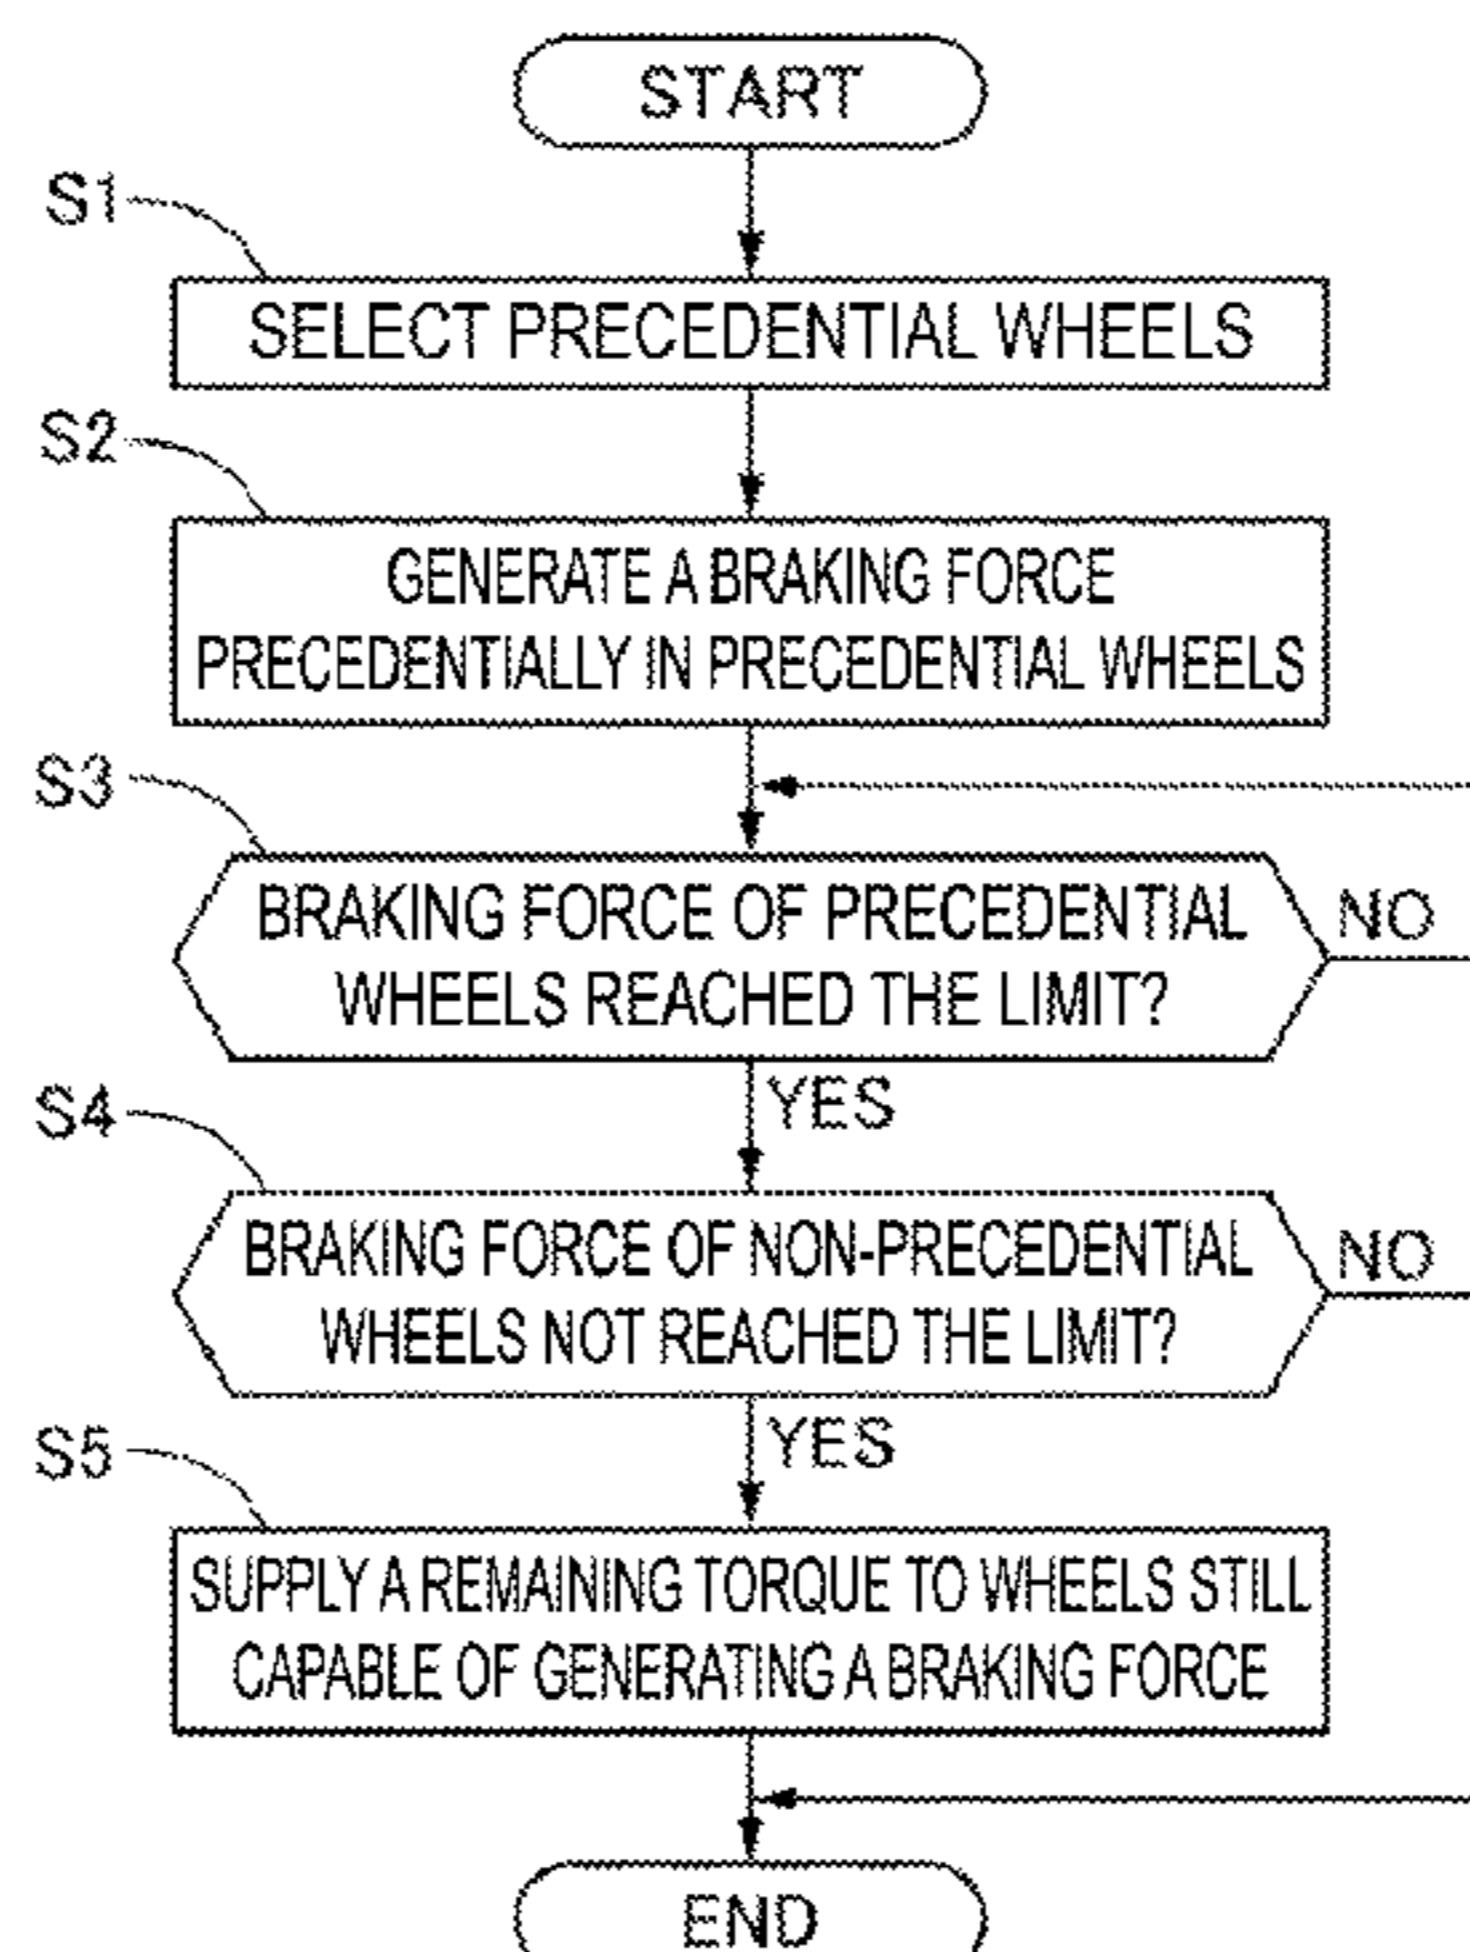 START
S1
SELECT PRECEDENTIAL WHEELS
S2
GENERATE A BRAKING FORCE
PRECEDENTIALLY IN PRECEDENTIAL WHEELS
S3
BRAKING FORCE OF PRECEDENTIAL
WHEELS REACHED THE LIMIT?
NO
YES
S4
BRAKING FORCE OF NON-PRECEDENTIAL
WHEELS NOT REACHED THE LIMIT?
NO
YES
S5
SUPPLY A REMAINING TORQUE TO WHEELS STILL
CAPABLE OF GENERATING A BRAKING FORCE
END